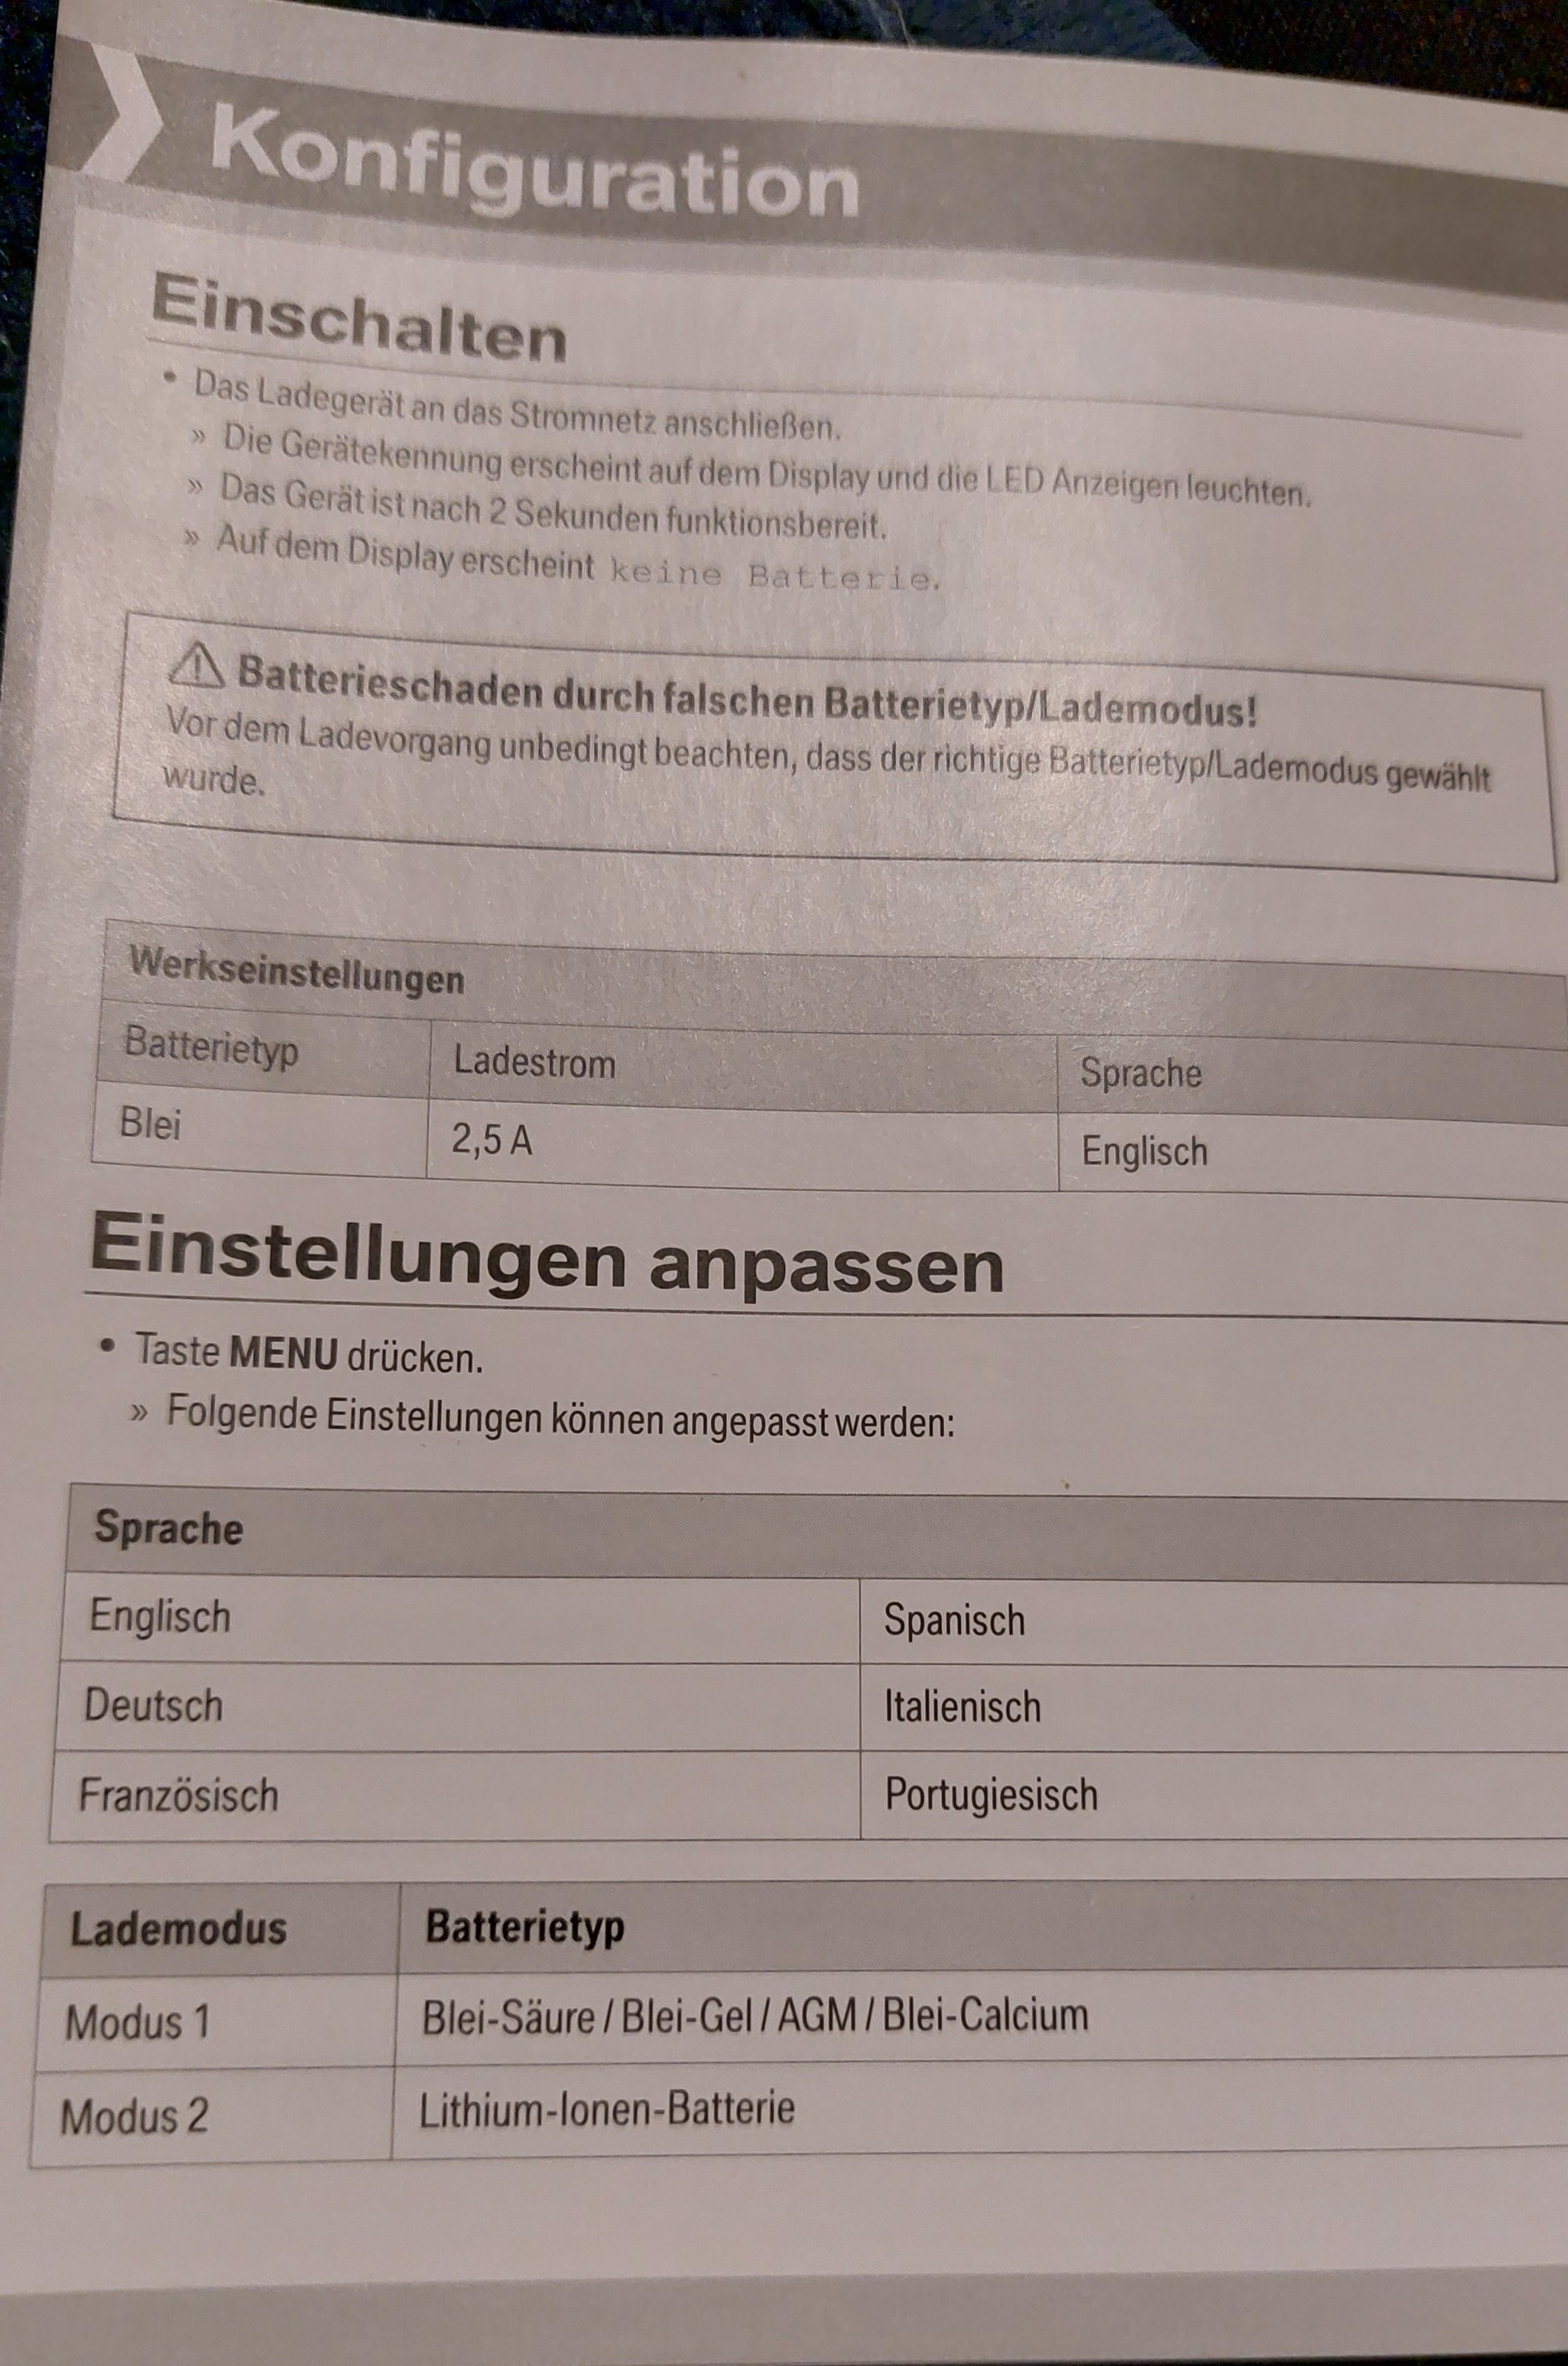 Konfiguration
Einschalten
• Das Ladegerät an das Stromnetz anschließen.
» Die Gerätekennung erscheint auf dem Display und die LED Anzeigen leuchten.
» Das Gerät ist nach 2 Sekunden funktionsbereit.
» Auf dem Display erscheint keine Batterie.
⚠ Batterieschaden durch falschen Batterietyp/Lademodus!
Vor dem Ladevorgang unbedingt beachten, dass der richtige Batterietyp/Lademodus gewählt
wurde.
Werkseinstellungen
Batterietyp Ladestrom Sprache
Blei 2,5 A Englisch
Einstellungen anpassen
• Taste MENU drücken.
» Folgende Einstellungen können angepasst werden:
Sprache
Englisch Spanisch
Deutsch Italienisch
Französisch Portugiesisch
Lademodus Batterietyp
Modus 1 Blei-Säure / Blei-Gel / AGM / Blei-Calcium
Modus 2 Lithium-Ionen-Batterie